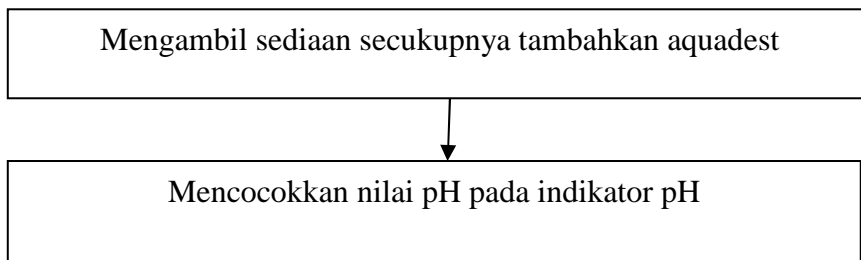 Mengambil sediaan secukupnya tambahkan aquadest
Mencocokkan nilai pH pada indikator pH